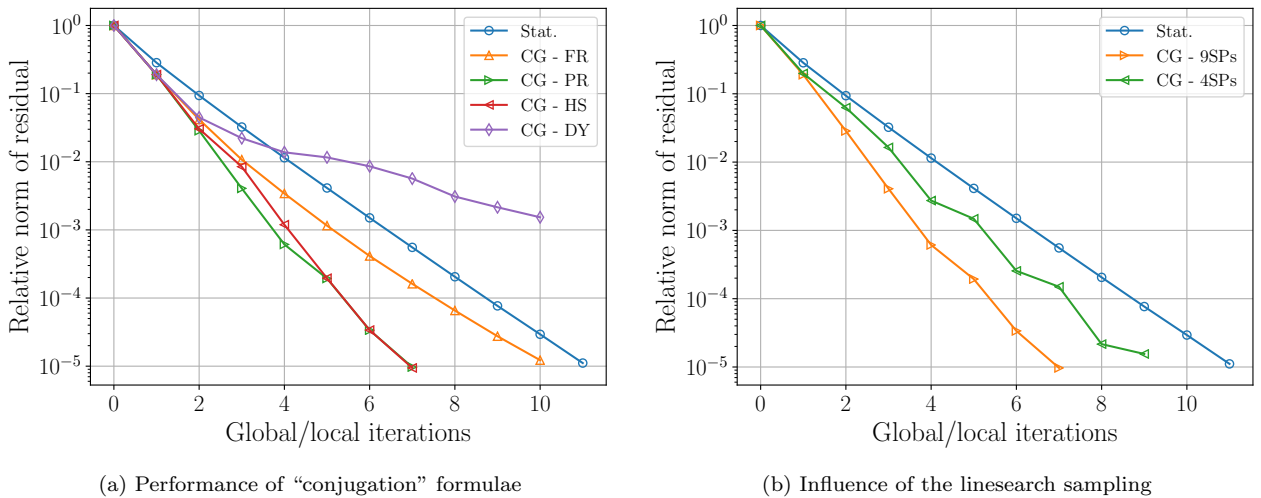 10^0
10^−1
10^−2
10^−3
10^−4
10^−5
Relative norm of residual
0 2 4 6 8 10
Global/local iterations
Stat.
CG - FR
CG - PR
CG - HS
CG - DY
(a) Performance of “conjugation” formulae
10^0
10^−1
10^−2
10^−3
10^−4
10^−5
Relative norm of residual
0 2 4 6 8 10
Global/local iterations
Stat.
CG - 9SPs
CG - 4SPs
(b) Influence of the linesearch sampling